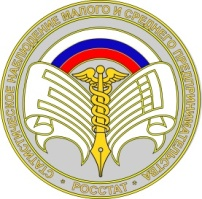 СТАТИСТИЧЕСКОЕ НАБЛЮДЕНИЕ МАЛОГО И СРЕДНЕГО ПРЕДПРИНИМАТЕЛЬСТВА
• РОССТАТ •